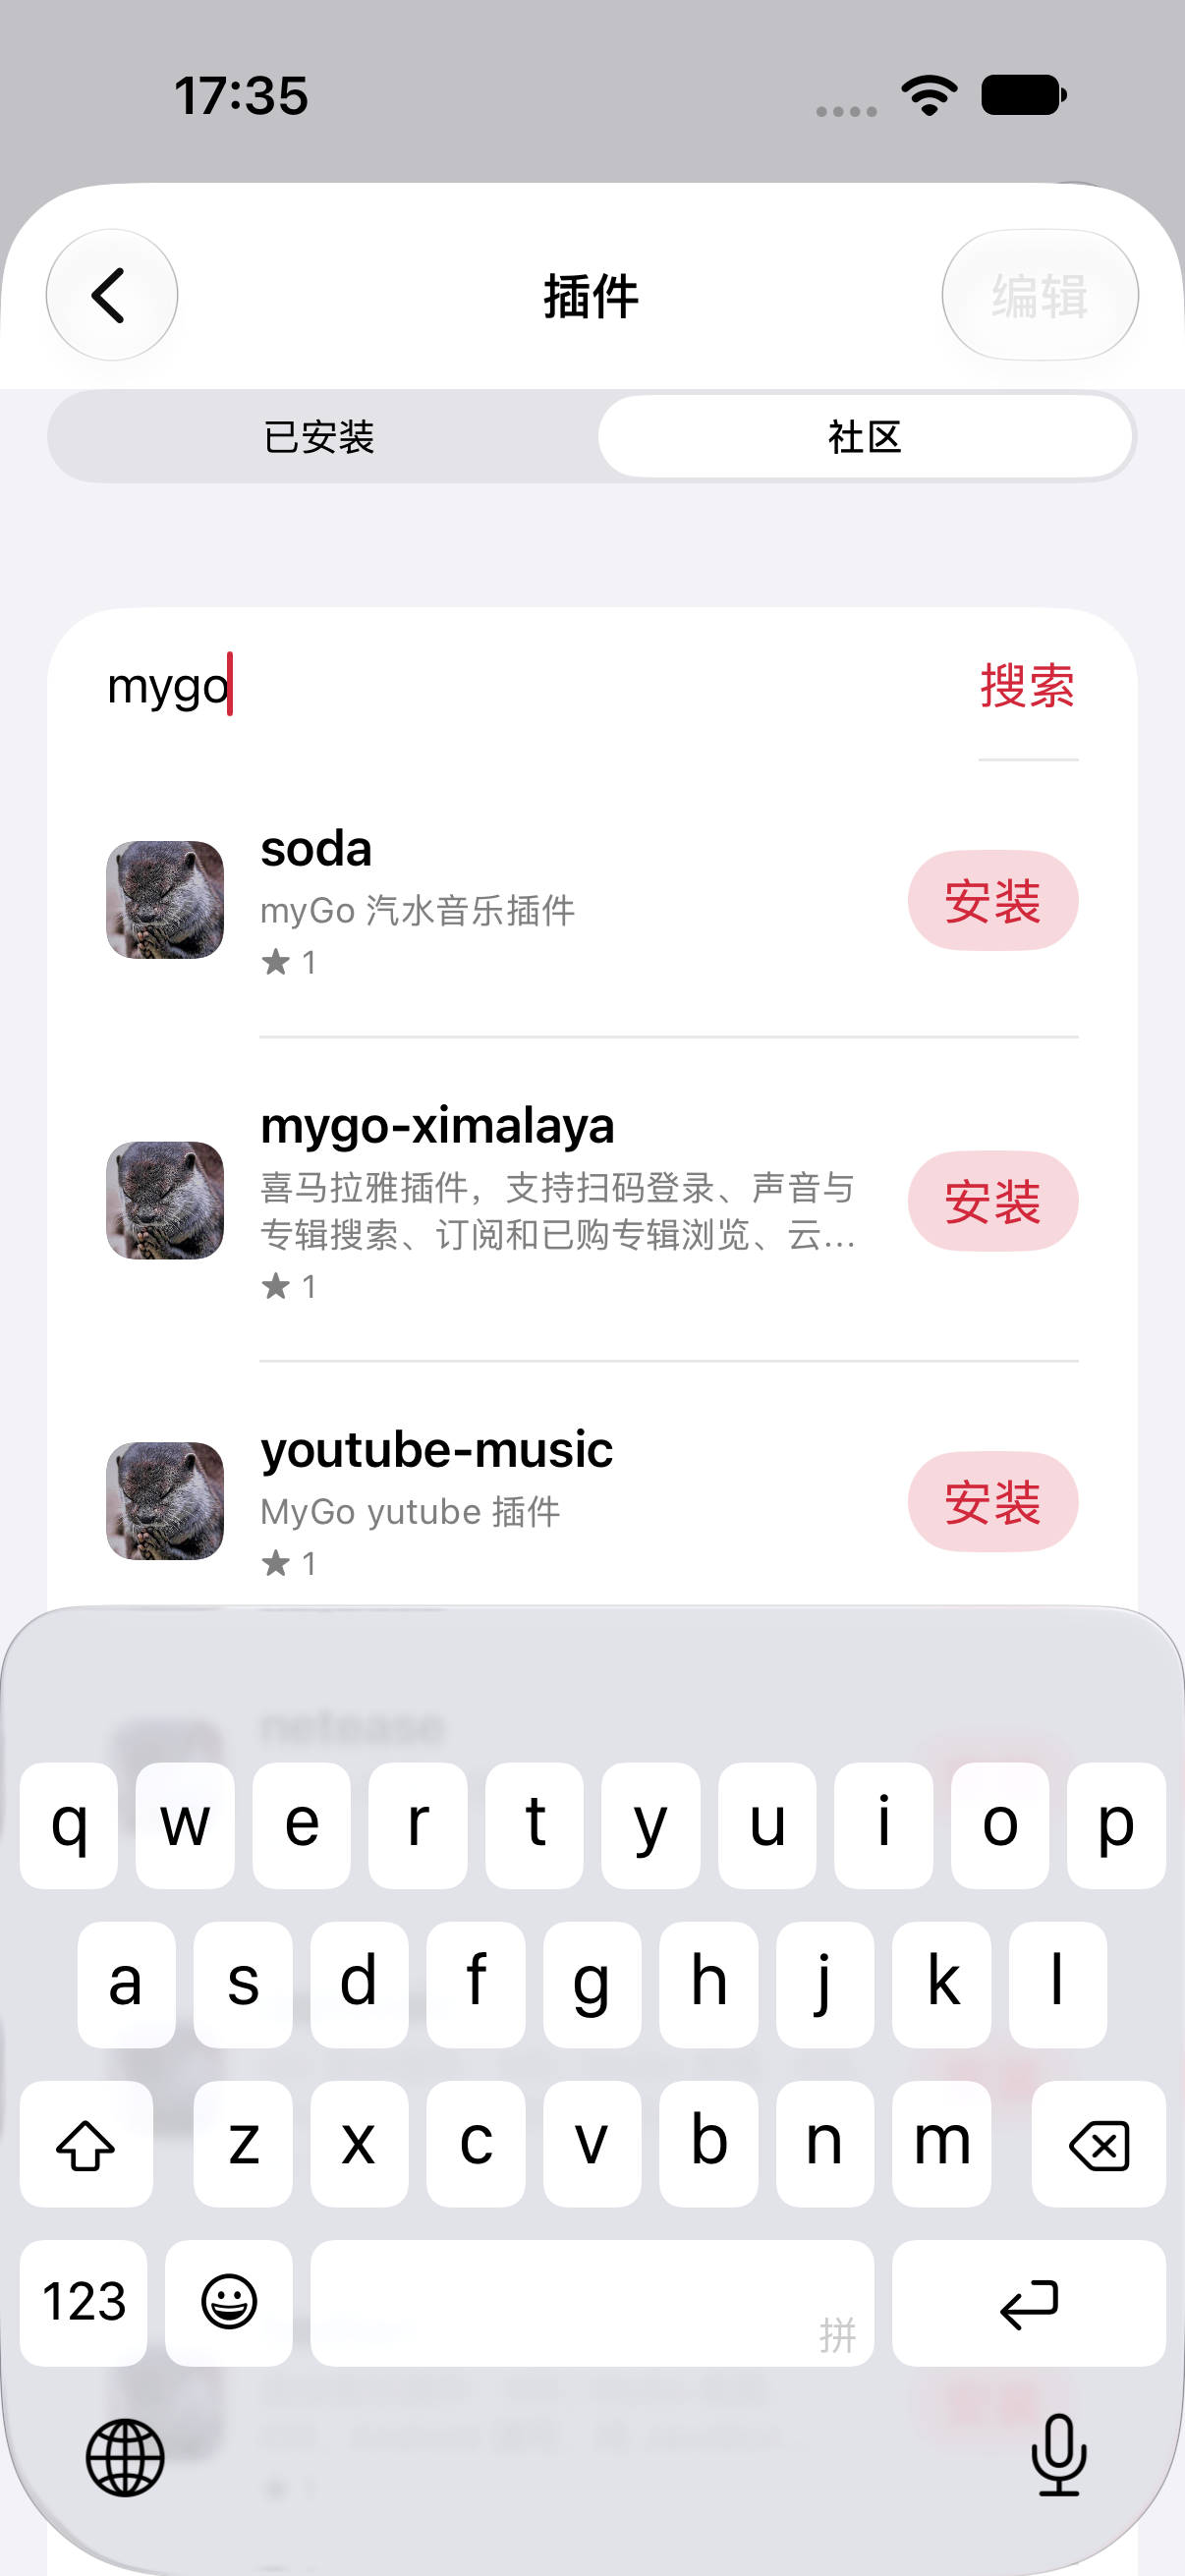 17:35
插件
编辑
已安装
社区
mygo
搜索
soda
myGo 汽水音乐插件
1
安装
mygo-ximalaya
喜马拉雅插件，支持扫码登录、声音与
专辑搜索、订阅和已购专辑浏览、云...
1
安装
youtube-music
MyGo yutube 插件
1
安装
netease
q w e r t y u i o p
a s d f g h j k l
z x c v b n m
123
拼